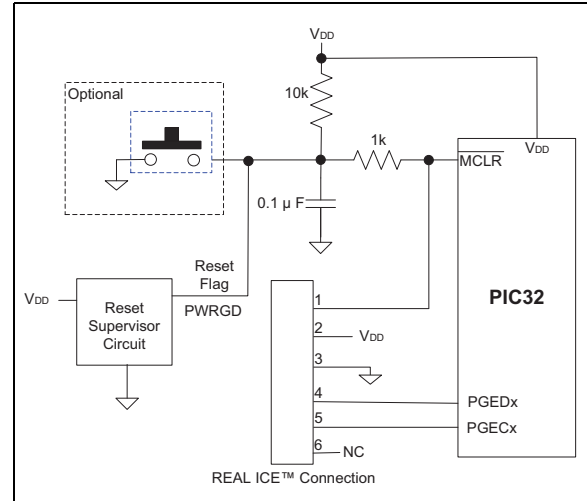 VDD
Optional
10k
1k
MCLR
VDD
0.1 µ F
Reset
Flag
PWRGD
VDD
Reset
Supervisor
Circuit
PIC32
1
2
VDD
3
4
PGEDx
5
PGECx
6
NC
REAL ICE™ Connection